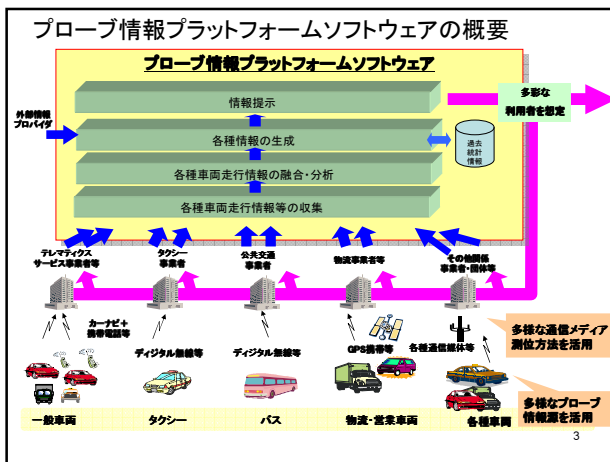 プローブ情報プラットフォームソフトウェアの概要
プローブ情報プラットフォームソフトウェア
情報提示
多彩な
利用者を想定
外部情報
プロバイダ
各種情報の生成
過去
統計
情報
各種車両走行情報の融合・分析
各種車両走行情報等の収集
テレマティクス
サービス事業者等
タクシー
事業者
公共交通
事業者
物流事業者等
その他関係
事業者・団体等
カーナビ+
携帯電話等
ディジタル無線等
ディジタル無線等
GPS携帯等
各種通信媒体等
多様な通信メディア
測位方法を活用
一般車両
タクシー
バス
物流・営業車両
各種車両
多様なプローブ
情報源を活用
3